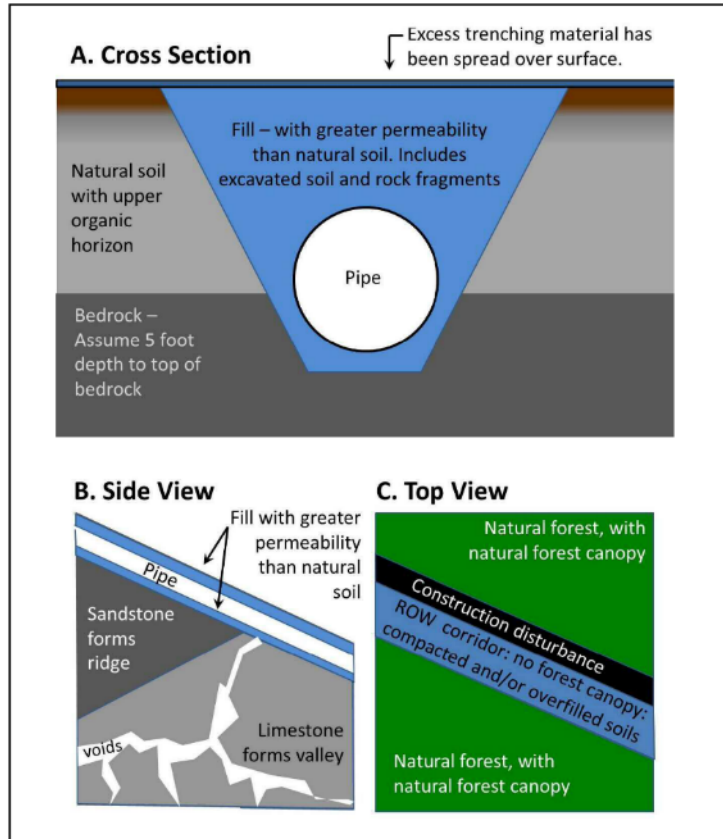 A. Cross Section
Excess trenching material has
been spread over surface.
Fill – with greater permeability
than natural soil. Includes
excavated soil and rock fragments
Natural soil
with upper
organic
horizon
Pipe
Bedrock –
Assume 5 foot
depth to top of
bedrock
B. Side View
Fill with greater
permeability
than natural
soil
Pipe
Sandstone
forms
ridge
voids
Limestone
forms valley
C. Top View
Natural forest, with
natural forest canopy
Construction disturbance
ROW corridor: no forest canopy:
compacted and/or overfilled soils
Natural forest, with
natural forest canopy